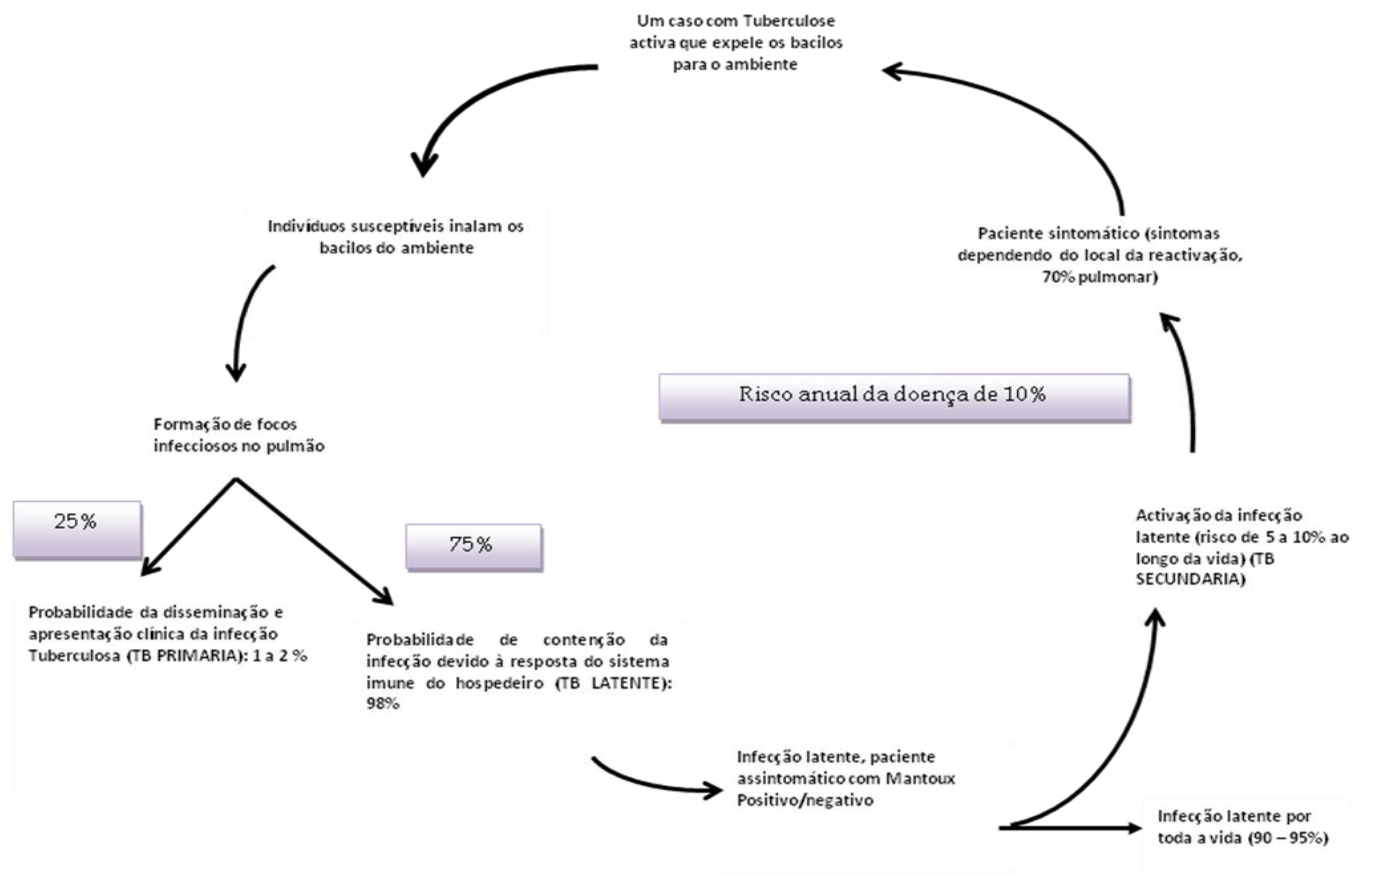 Um caso com Tuberculose
activa que expele os bacilos
para o ambiente
Indivíduos susceptíveis inalam os
bacilos do ambiente
Paciente sintomático (sintomas
dependendo do local da reactivação,
70% pulmonar)
Risco anual da doença de 10%
Formação de focos
infecciosos no pulmão
25%
75%
Activação da infecção
latente (risco de 5 a 10% ao
longo da vida) (TB
SECUNDARIA)
Probabilidade da disseminação e
apresentação clínica da infecção
Tuberculosa (TB PRIMARIA): 1 a 2 %
Probabilidade de contenção da
infecção devido à resposta do sistema
imune do hospedeiro (TB LATENTE):
98%
Infecção latente, paciente
assintomático com Mantoux
Positivo/negativo
Infecção latente por
toda a vida (90 – 95%)